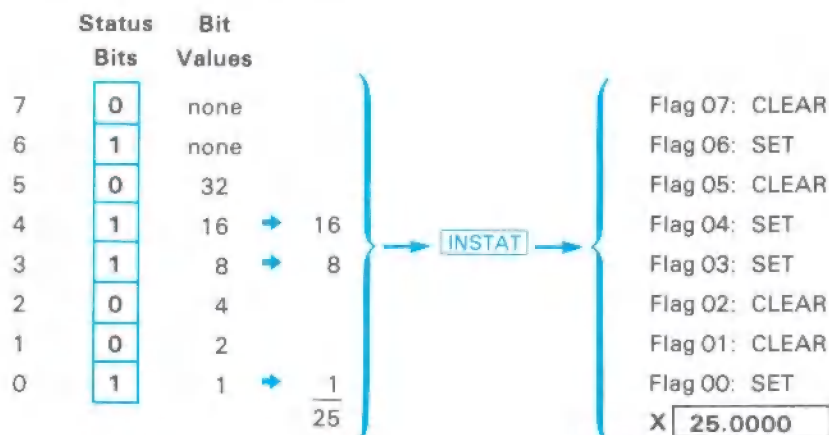 Status Bit
Bits Values
7 0 none Flag 07: CLEAR
6 1 none Flag 06: SET
5 0 32 Flag 05: CLEAR
4 1 16 → 16 Flag 04: SET
3 1 8 → 8 → INSTAT → Flag 03: SET
2 0 4 Flag 02: CLEAR
1 0 2 Flag 01: CLEAR
0 1 1 → 1 Flag 00: SET
25 X 25.0000